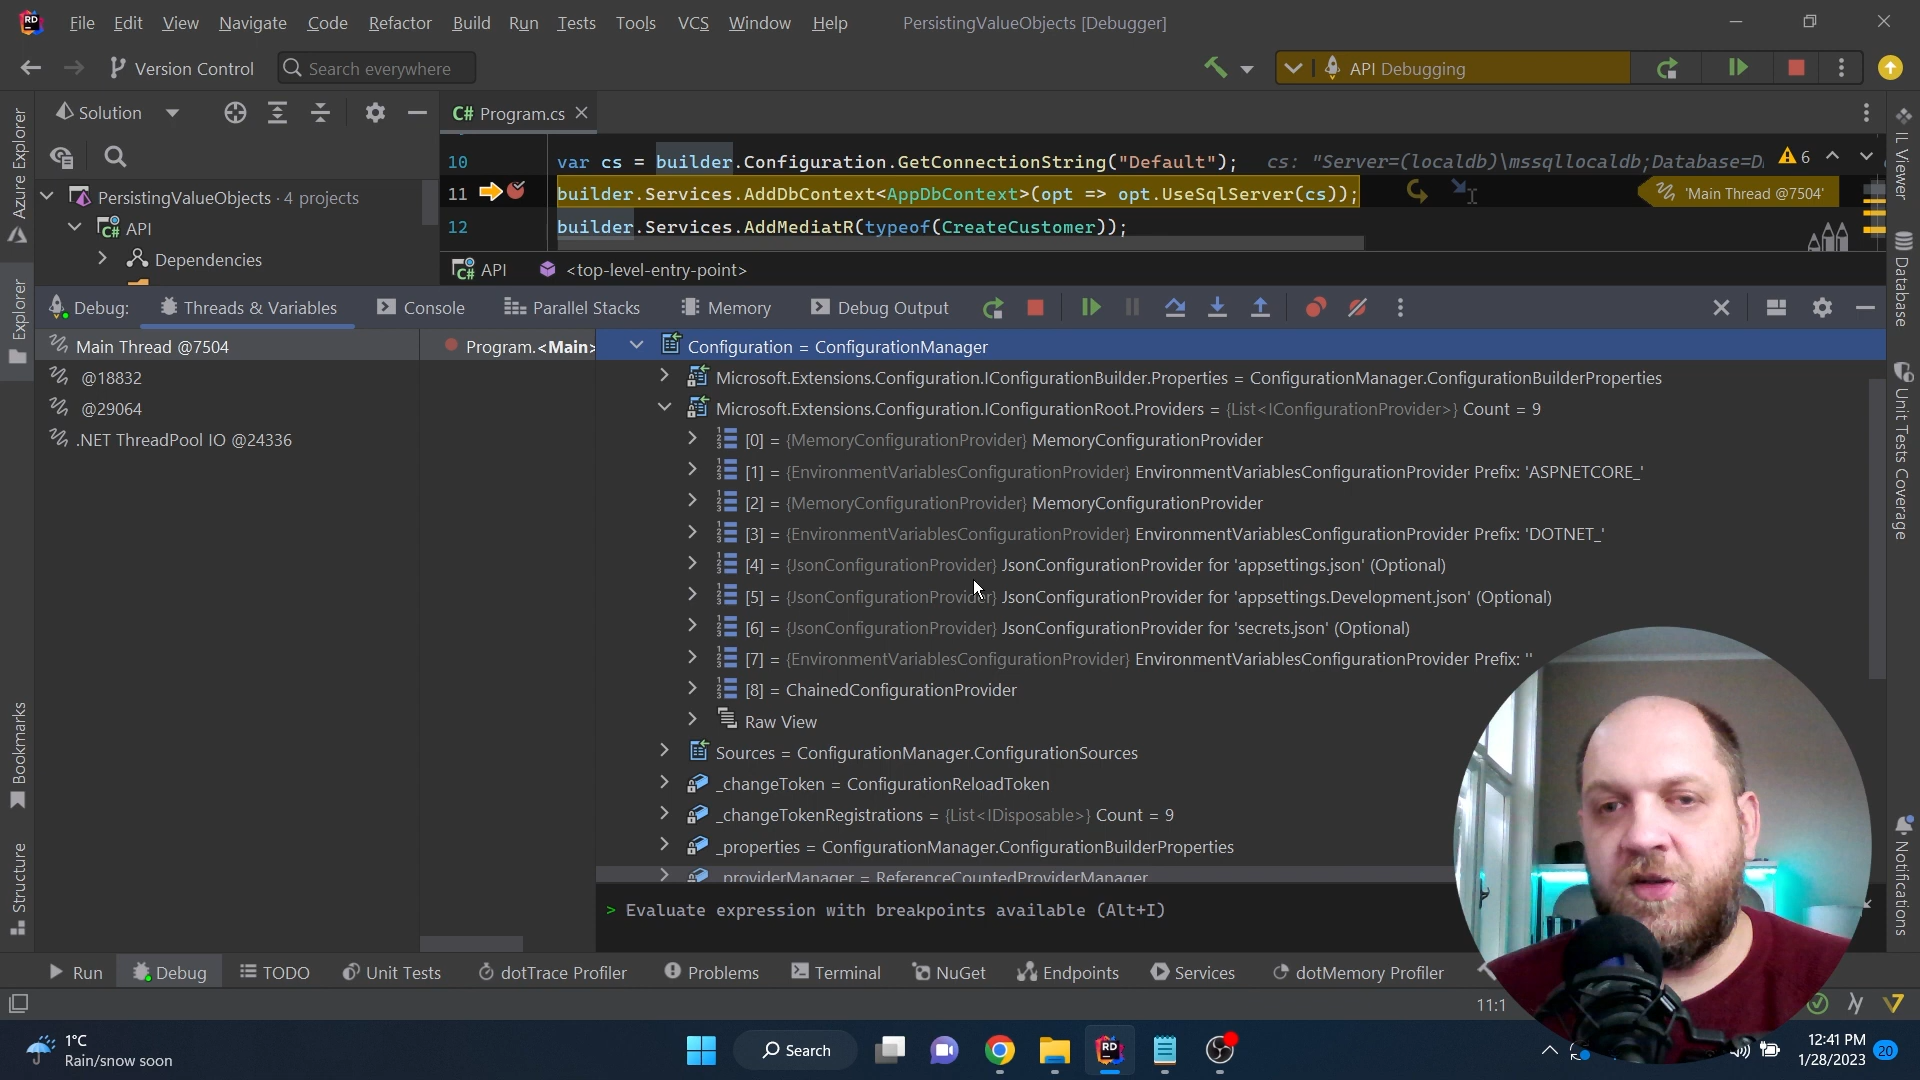 File Edit View Navigate Code Refactor Build Run Tests Tools VCS Window Help PersistingValueObjects [Debugger]
Version Control Search everywhere API Debugging
Solution
C# Program.cs
10 var cs = builder.Configuration.GetConnectionString("Default"); cs: "Server=(localdb)\mssqllocaldb;Database=D 6
11 builder.Services.AddDbContext<AppDbContext>(opt => opt.UseSqlServer(cs)); 'Main Thread @7504'
12 builder.Services.AddMediatR(typeof(CreateCustomer));
PersistingValueObjects · 4 projects
API
Dependencies
API <top-level-entry-point>
Debug: Threads & Variables Console Parallel Stacks Memory Debug Output
Main Thread @7504
@18832
@29064
.NET ThreadPool IO @24336
Program.<Main>
Configuration = ConfigurationManager
Microsoft.Extensions.Configuration.IConfigurationBuilder.Properties = ConfigurationManager.ConfigurationBuilderProperties
Microsoft.Extensions.Configuration.IConfigurationRoot.Providers = {List<IConfigurationProvider>} Count = 9
[0] = {MemoryConfigurationProvider} MemoryConfigurationProvider
[1] = {EnvironmentVariablesConfigurationProvider} EnvironmentVariablesConfigurationProvider Prefix: 'ASPNETCORE_'
[2] = {MemoryConfigurationProvider} MemoryConfigurationProvider
[3] = {EnvironmentVariablesConfigurationProvider} EnvironmentVariablesConfigurationProvider Prefix: 'DOTNET_'
[4] = {JsonConfigurationProvider} JsonConfigurationProvider for 'appsettings.json' (Optional)
[5] = {JsonConfigurationProvider} JsonConfigurationProvider for 'appsettings.Development.json' (Optional)
[6] = {JsonConfigurationProvider} JsonConfigurationProvider for 'secrets.json' (Optional)
[7] = {EnvironmentVariablesConfigurationProvider} EnvironmentVariablesConfigurationProvider Prefix: ''
[8] = ChainedConfigurationProvider
Raw View
Sources = ConfigurationManager.ConfigurationSources
_changeToken = ConfigurationReloadToken
_changeTokenRegistrations = {List<IDisposable>} Count = 9
_properties = ConfigurationManager.ConfigurationBuilderProperties
_providerManager = ReferenceCountedProviderManager
> Evaluate expression with breakpoints available (Alt+I)
Azure Explorer
Explorer
Bookmarks
Structure
IL Viewer
Database
Unit Tests Coverage
Notifications
Run Debug TODO Unit Tests dotTrace Profiler Problems Terminal NuGet Endpoints Services dotMemory Profiler
11:1
1°C
Rain/snow soon
Search
12:41 PM
1/28/2023
20